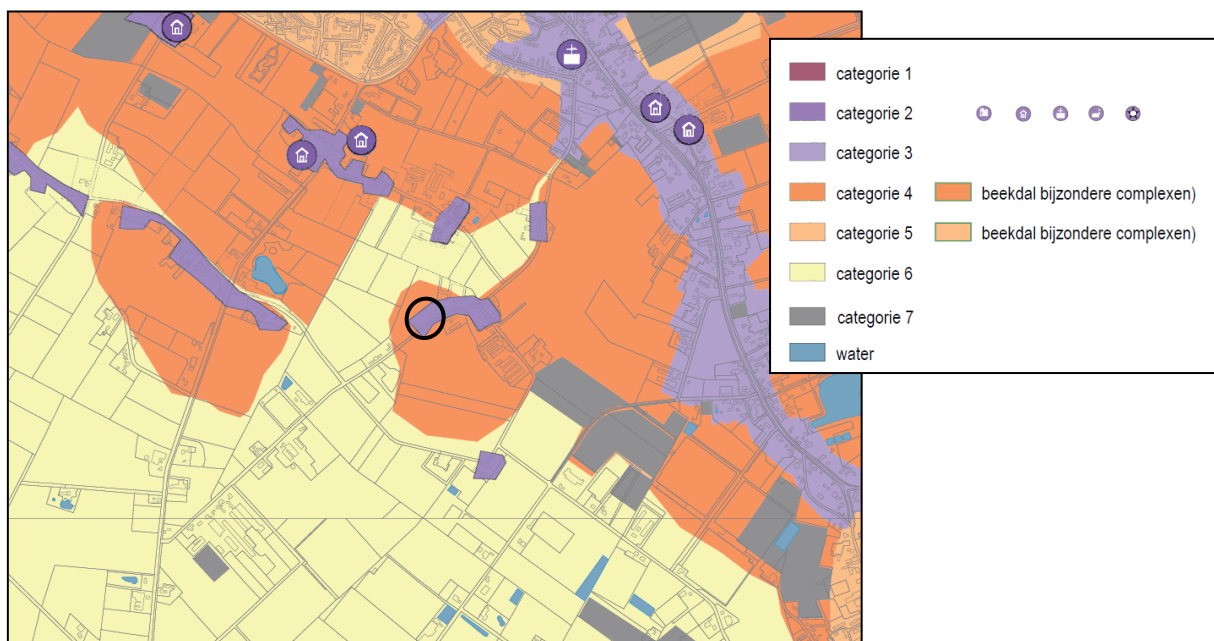 categorie 1
categorie 2
categorie 3
categorie 4
beekdal bijzondere complexen)
categorie 5
beekdal bijzondere complexen)
categorie 6
categorie 7
water